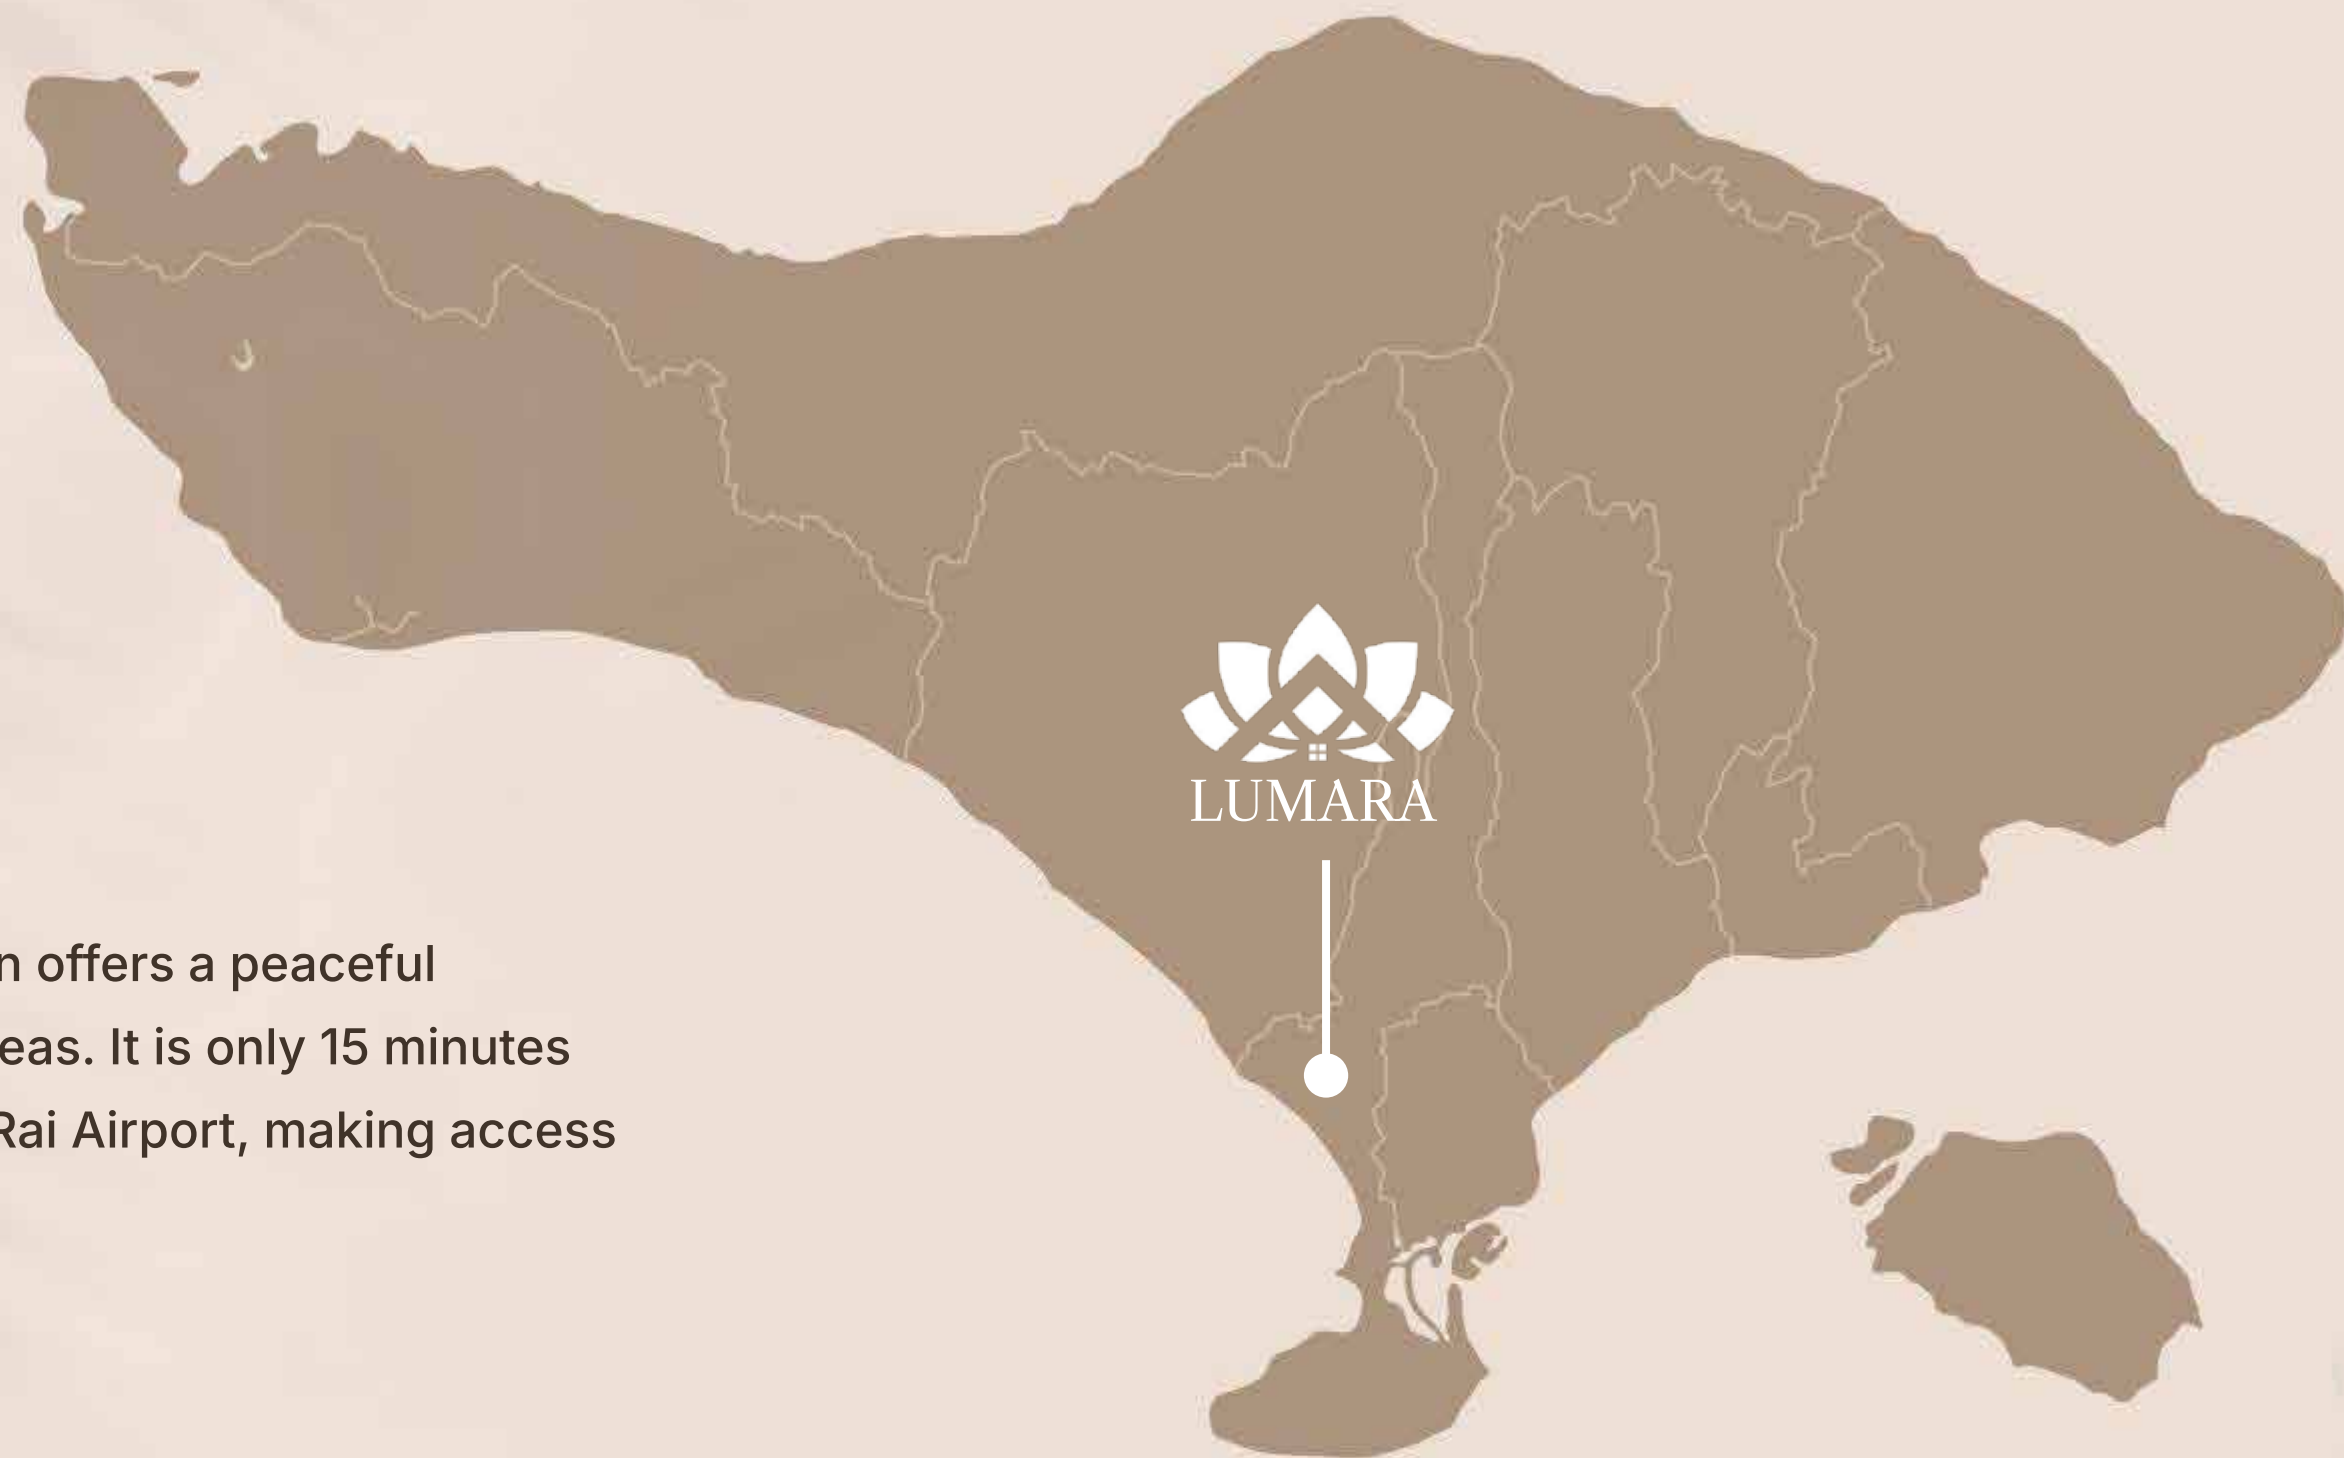 LUMARA
n offers a peaceful
eas. It is only 15 minutes
Rai Airport, making access